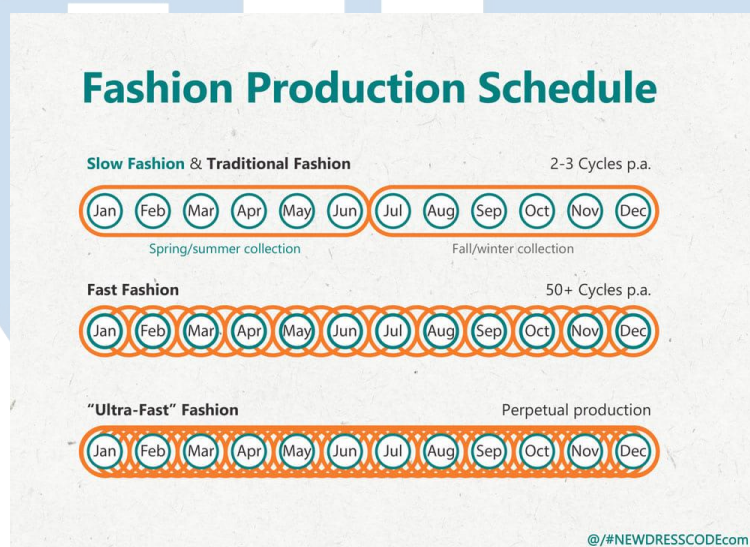 Fashion Production Schedule
Slow Fashion & Traditional Fashion 2-3 Cycles p.a.
Jan Feb Mar Apr May Jun Jul Aug Sep Oct Nov Dec
Spring/summer collection Fall/winter collection
Fast Fashion 50+ Cycles p.a.
Jan Feb Mar Apr May Jun Jul Aug Sep Oct Nov Dec
“Ultra-Fast” Fashion Perpetual production
Jan Feb Mar Apr May Jun Jul Aug Sep Oct Nov Dec
@/#NEWDRESSCODEcom